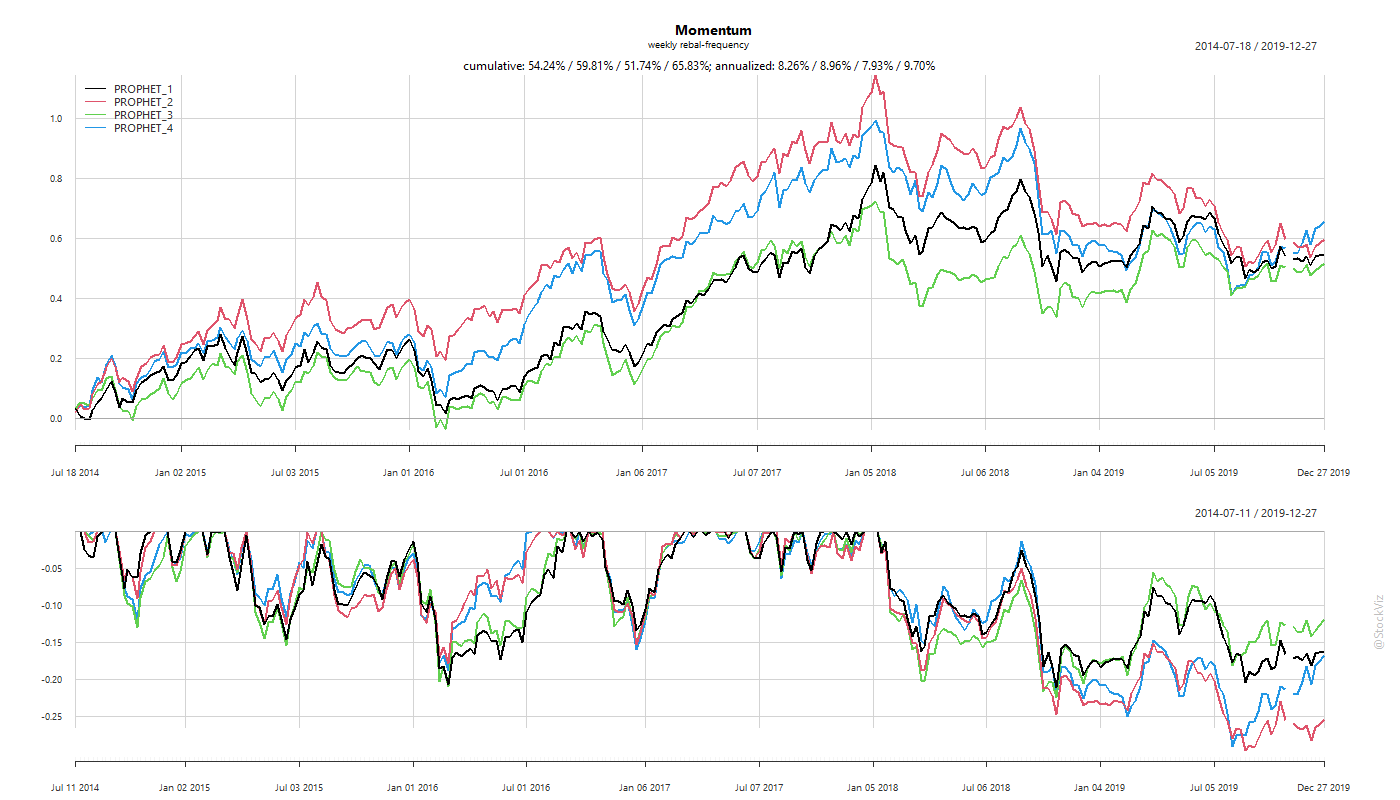 Momentum
weekly rebal-frequency
2014-07-18 / 2019-12-27
cumulative: 54.24% / 59.81% / 51.74% / 65.83%; annualized: 8.26% / 8.96% / 7.93% / 9.70%
PROPHET_1
PROPHET_2
PROPHET_3
PROPHET_4
1.0
0.8
0.6
0.4
0.2
0.0
Jul 18 2014 Jan 02 2015 Jul 03 2015 Jan 01 2016 Jul 01 2016 Jan 06 2017 Jul 07 2017 Jan 05 2018 Jul 06 2018 Jan 04 2019 Jul 05 2019 Dec 27 2019
2014-07-11 / 2019-12-27
-0.05
-0.10
-0.15
-0.20
-0.25
@StockViz
Jul 11 2014 Jan 02 2015 Jul 03 2015 Jan 01 2016 Jul 01 2016 Jan 06 2017 Jul 07 2017 Jan 05 2018 Jul 06 2018 Jan 04 2019 Jul 05 2019 Dec 27 2019